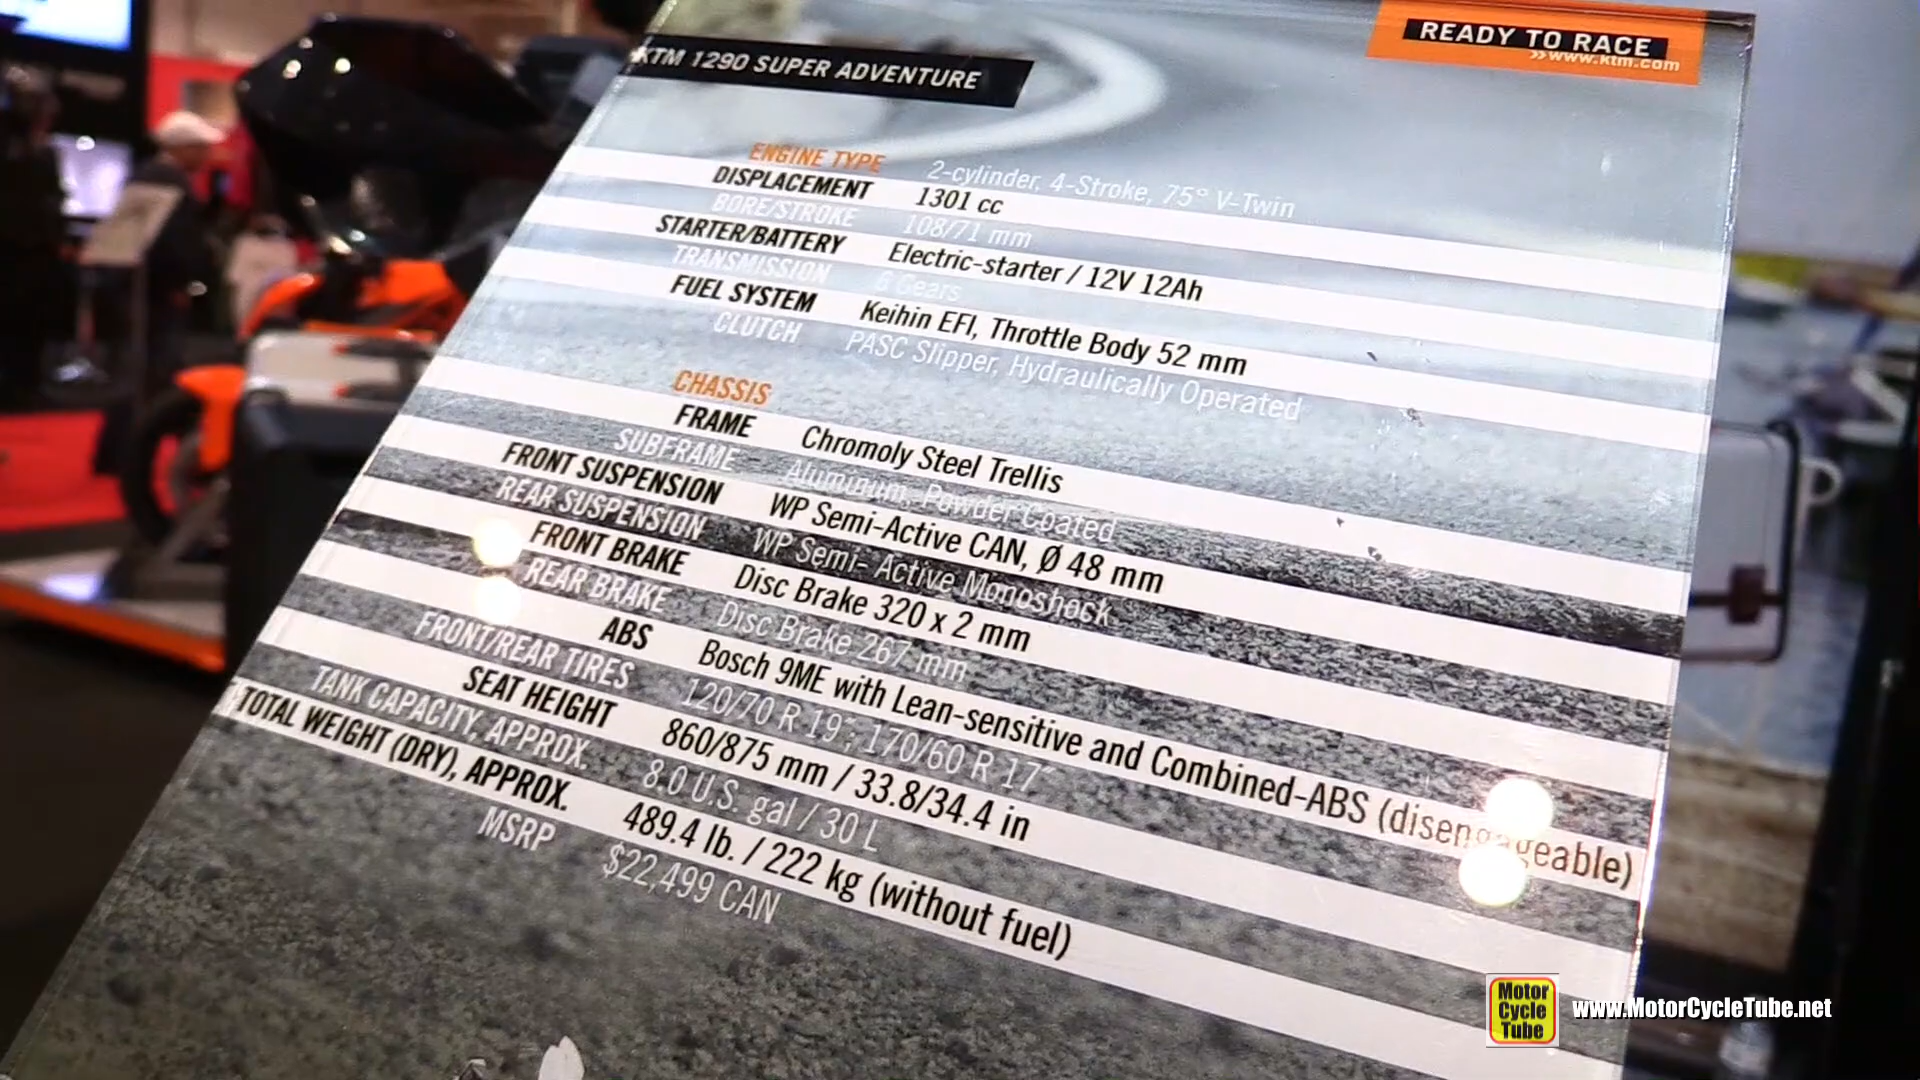 KTM 1290 SUPER ADVENTURE
READY TO RACE
»www.ktm.com
ENGINE TYPE 2-cylinder, 4-Stroke, 75° V-Twin
DISPLACEMENT 1301 cc
BORE/STROKE 108/71 mm
STARTER/BATTERY Electric-starter / 12V 12Ah
TRANSMISSION 6 Gears
FUEL SYSTEM Keihin EFI, Throttle Body 52 mm
CLUTCH PASC Slipper, Hydraulically Operated
CHASSIS
FRAME Chromoly Steel Trellis
SUBFRAME Aluminum, Powder Coated
FRONT SUSPENSION WP Semi-Active CAN, Ø 48 mm
REAR SUSPENSION WP Semi- Active Monoshock
FRONT BRAKE Disc Brake 320 x 2 mm
REAR BRAKE Disc Brake 267 mm
ABS Bosch 9ME with Lean-sensitive and Combined-ABS (disengageable)
FRONT/REAR TIRES 120/70 R 19"; 170/60 R 17"
SEAT HEIGHT 860/875 mm / 33.8/34.4 in
TANK CAPACITY, APPROX. 8.0 U.S. gal / 30 L
TOTAL WEIGHT (DRY), APPROX. 489.4 lb. / 222 kg (without fuel)
MSRP $22,499 CAN
Motor
Cycle
Tube
www.MotorCycleTube.net